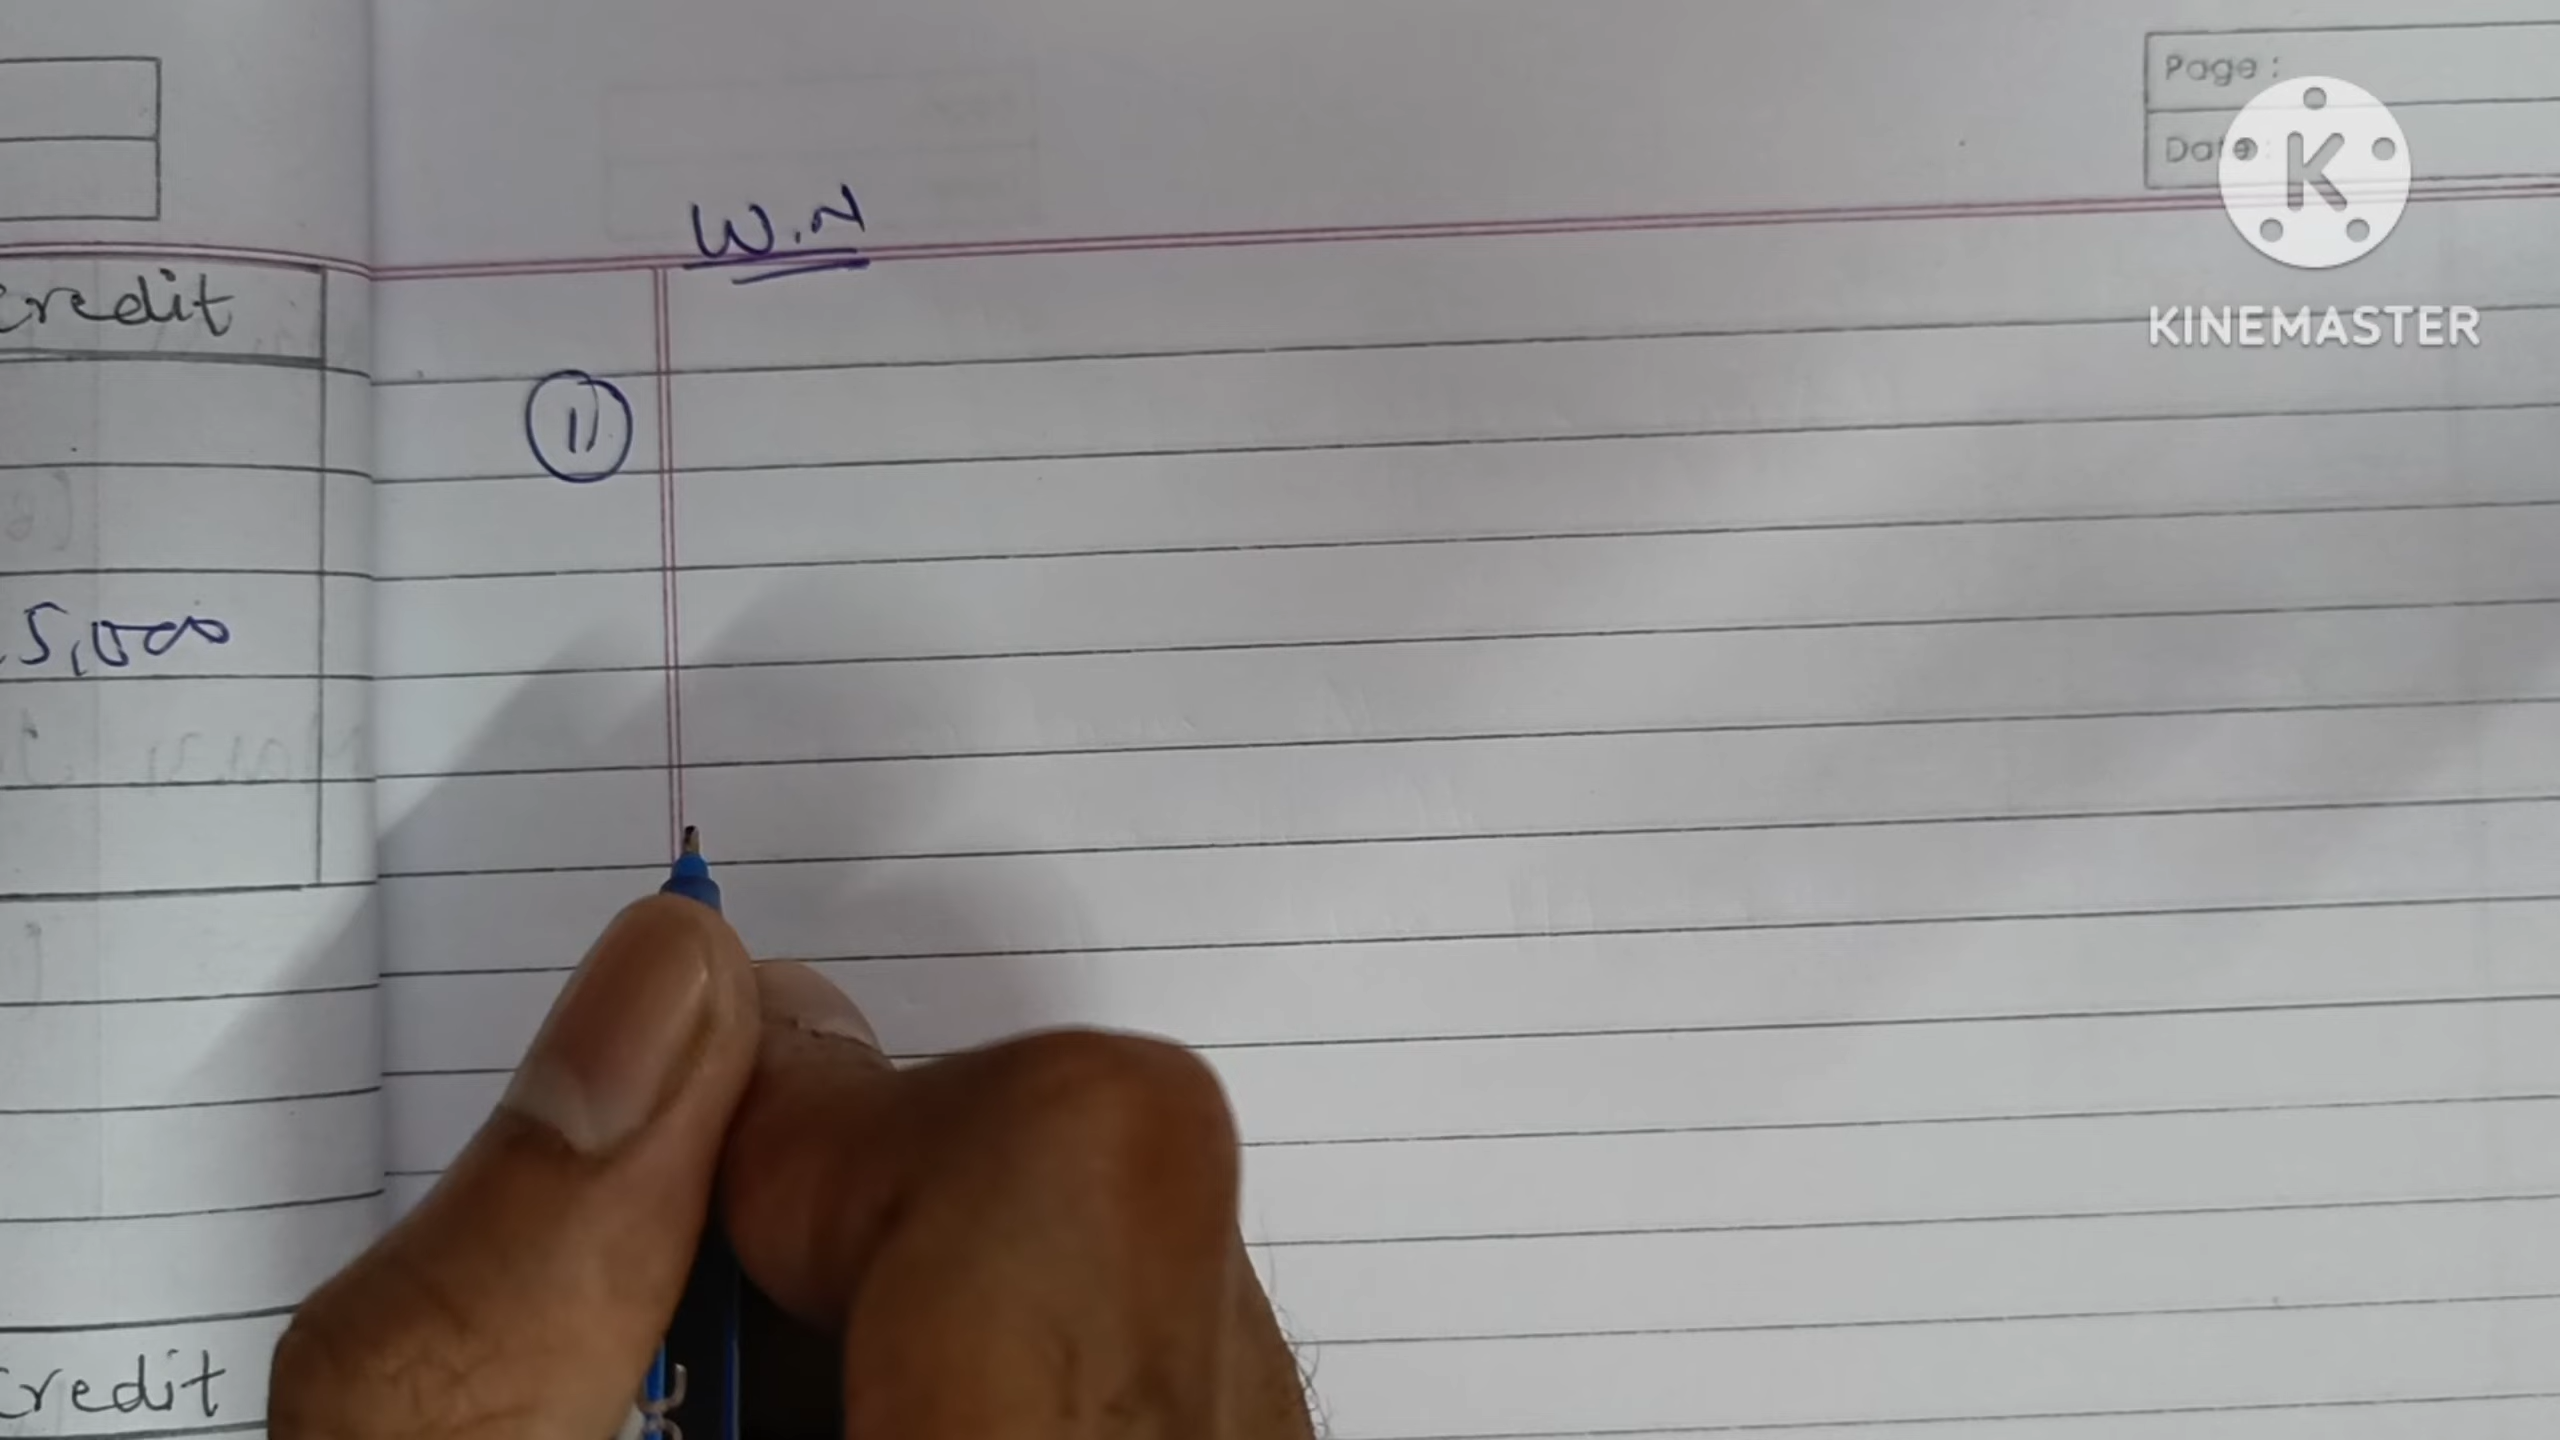 Credit
5,000
Credit
W.N
1)
Page :
Date :
K
KINEMASTER